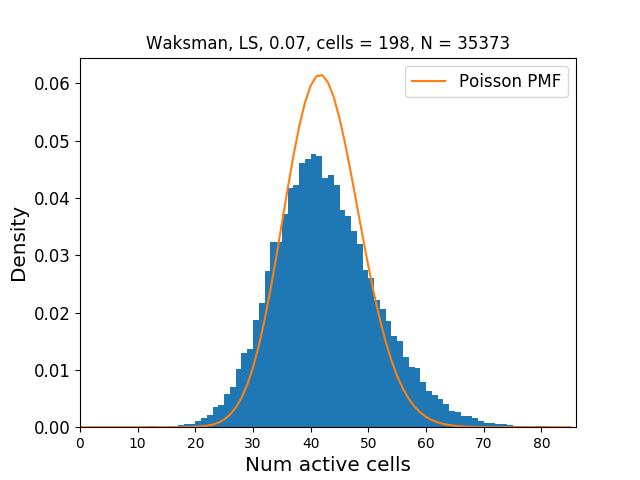 Waksman, LS, 0.07, cells = 198, N = 35373
Poisson PMF
0.06
0.05
0.04
0.03
0.02
0.01
0.00
Density
0 10 20 30 40 50 60 70 80
Num active cells